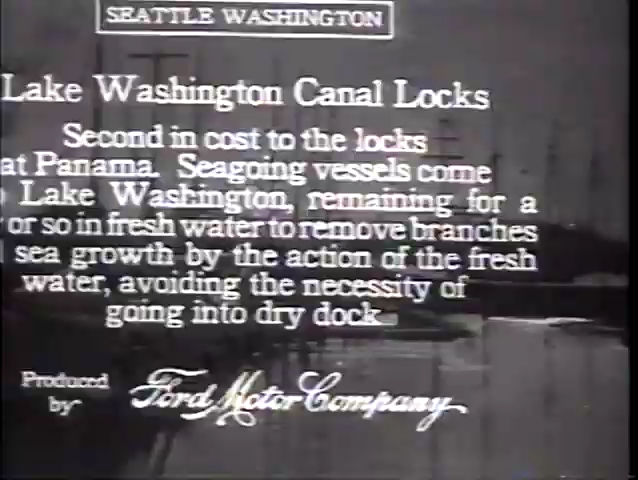 SEATTLE WASHINGTON
Lake Washington Canal Locks
Second in cost to the locks
at Panama. Seagoing vessels come
Lake Washington, remaining for a
or so in fresh water to remove branches
sea growth by the action of the fresh
water, avoiding the necessity of
going into dry dock.
Produced
by
Ford Motor Company